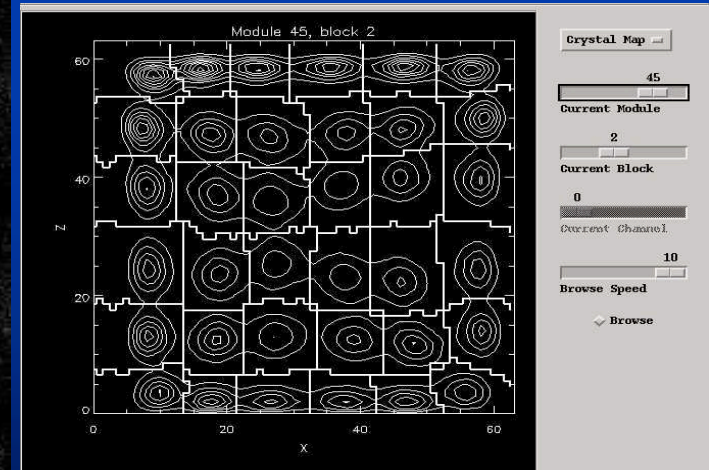 Module 45, block 2
60
40
20
0
Z
0 20 40 60
X
Crystal Map
45
Current Module
2
Current Block
0
Current Channel
10
Browse Speed
Browse